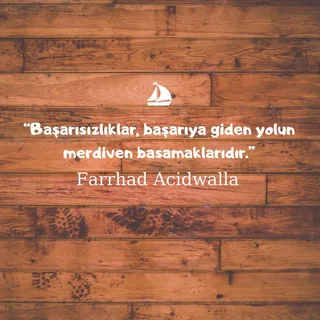 “Başarısızlıklar, başarıya giden yolun
merdiven basamaklarıdır.”
Farrhad Acidwalla